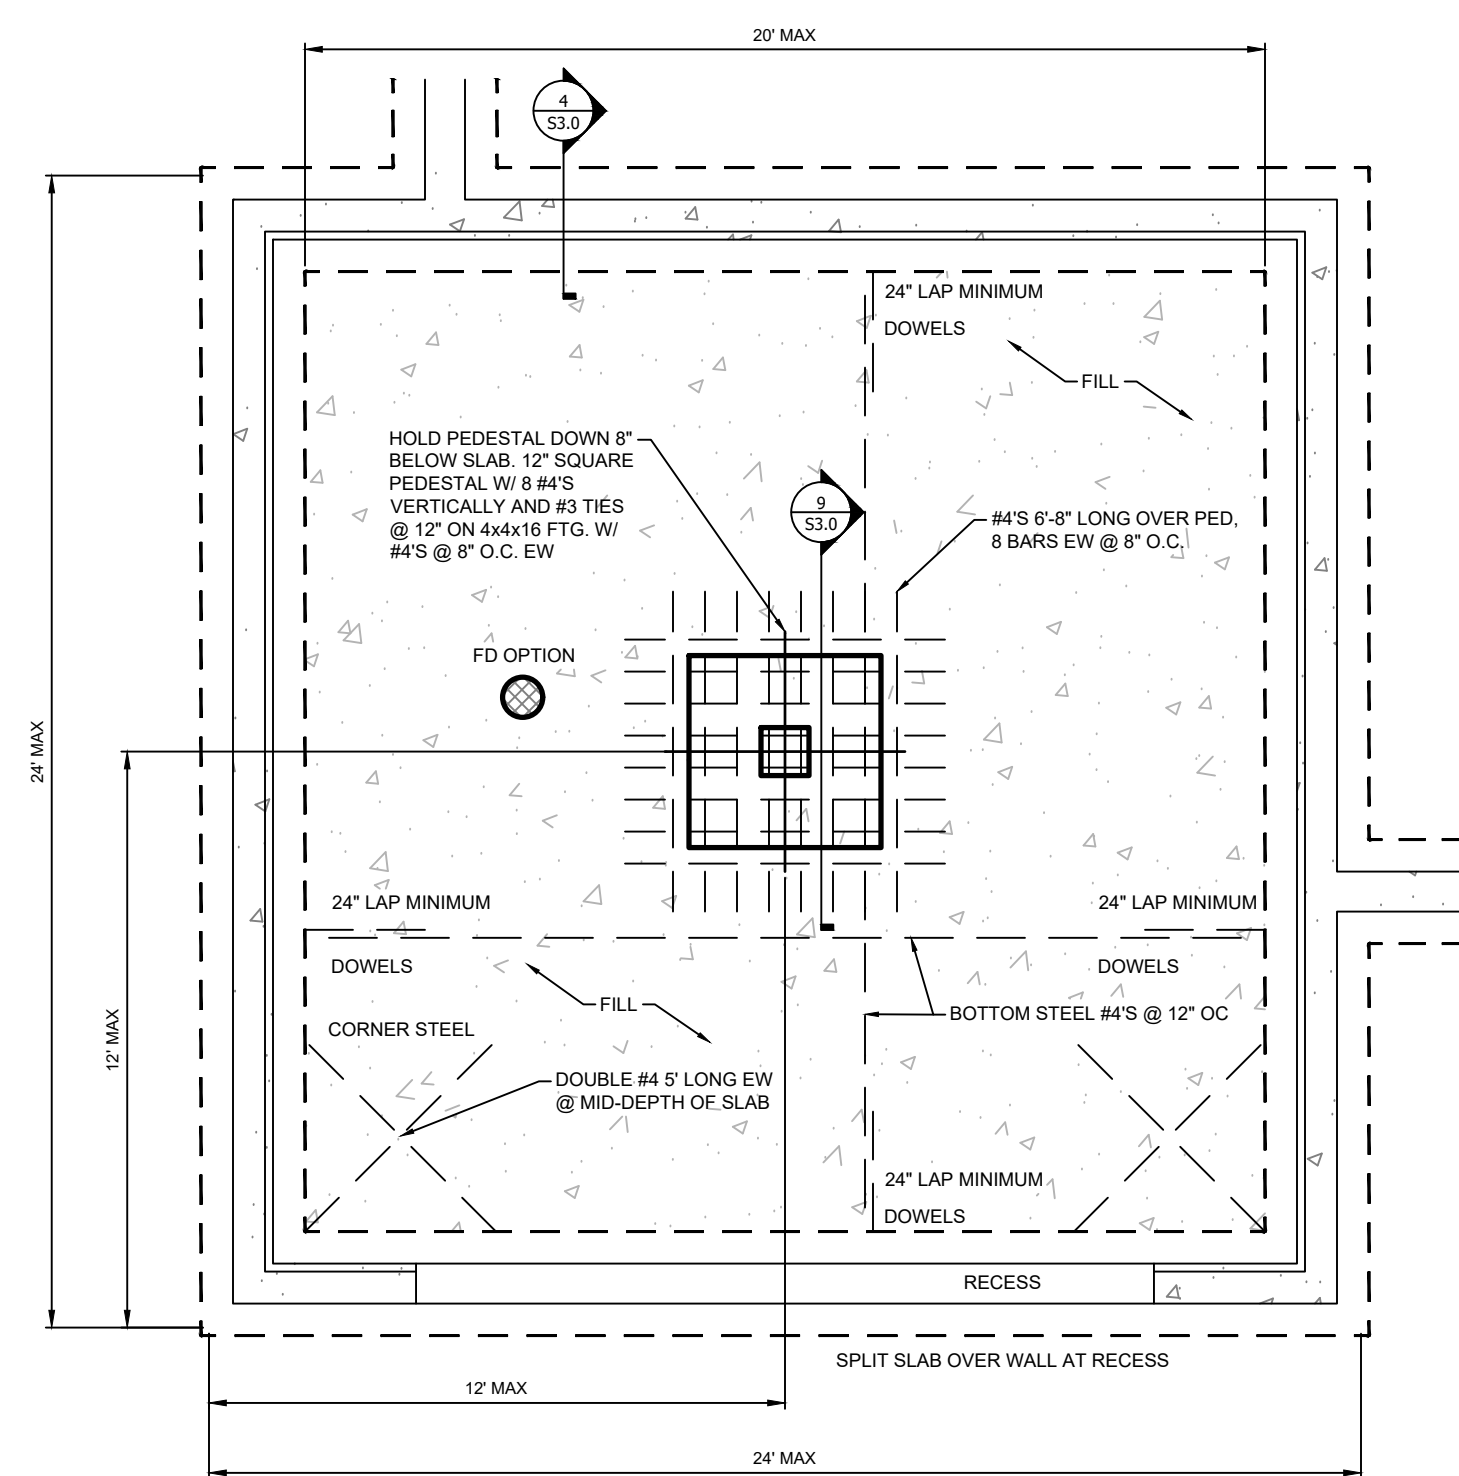 20' MAX
4
S3.0
24" LAP MINIMUM
DOWELS
FILL
HOLD PEDESTAL DOWN 8"
BELOW SLAB. 12" SQUARE
PEDESTAL W/ 8 #4'S
VERTICALLY AND #3 TIES
@ 12" ON 4x4x16 FTG. W/
#4'S @ 8" O.C. EW
9
S3.0
#4'S 6'-8" LONG OVER PED,
8 BARS EW @ 8" O.C.
FD OPTION
24' MAX
24" LAP MINIMUM
24" LAP MINIMUM
DOWELS
DOWELS
FILL
BOTTOM STEEL #4'S @ 12" OC
12' MAX
CORNER STEEL
DOUBLE #4 5' LONG EW
@ MID-DEPTH OF SLAB
24" LAP MINIMUM
DOWELS
RECESS
SPLIT SLAB OVER WALL AT RECESS
12' MAX
24' MAX